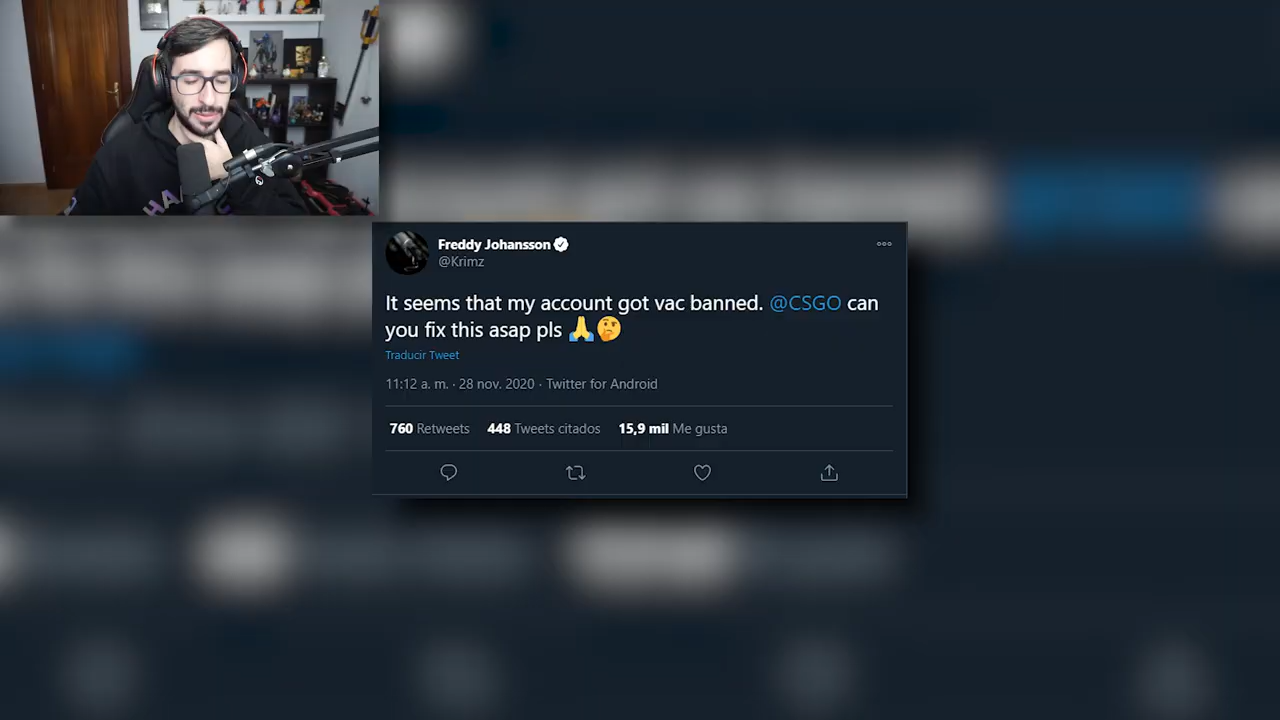 HA
Freddy Johansson
@Krimz
It seems that my account got vac banned. @CSGO can
you fix this asap pls 🙏🤔
Traducir Tweet
11:12 a. m. · 28 nov. 2020 · Twitter for Android
760 Retweets 448 Tweets citados 15,9 mil Me gusta